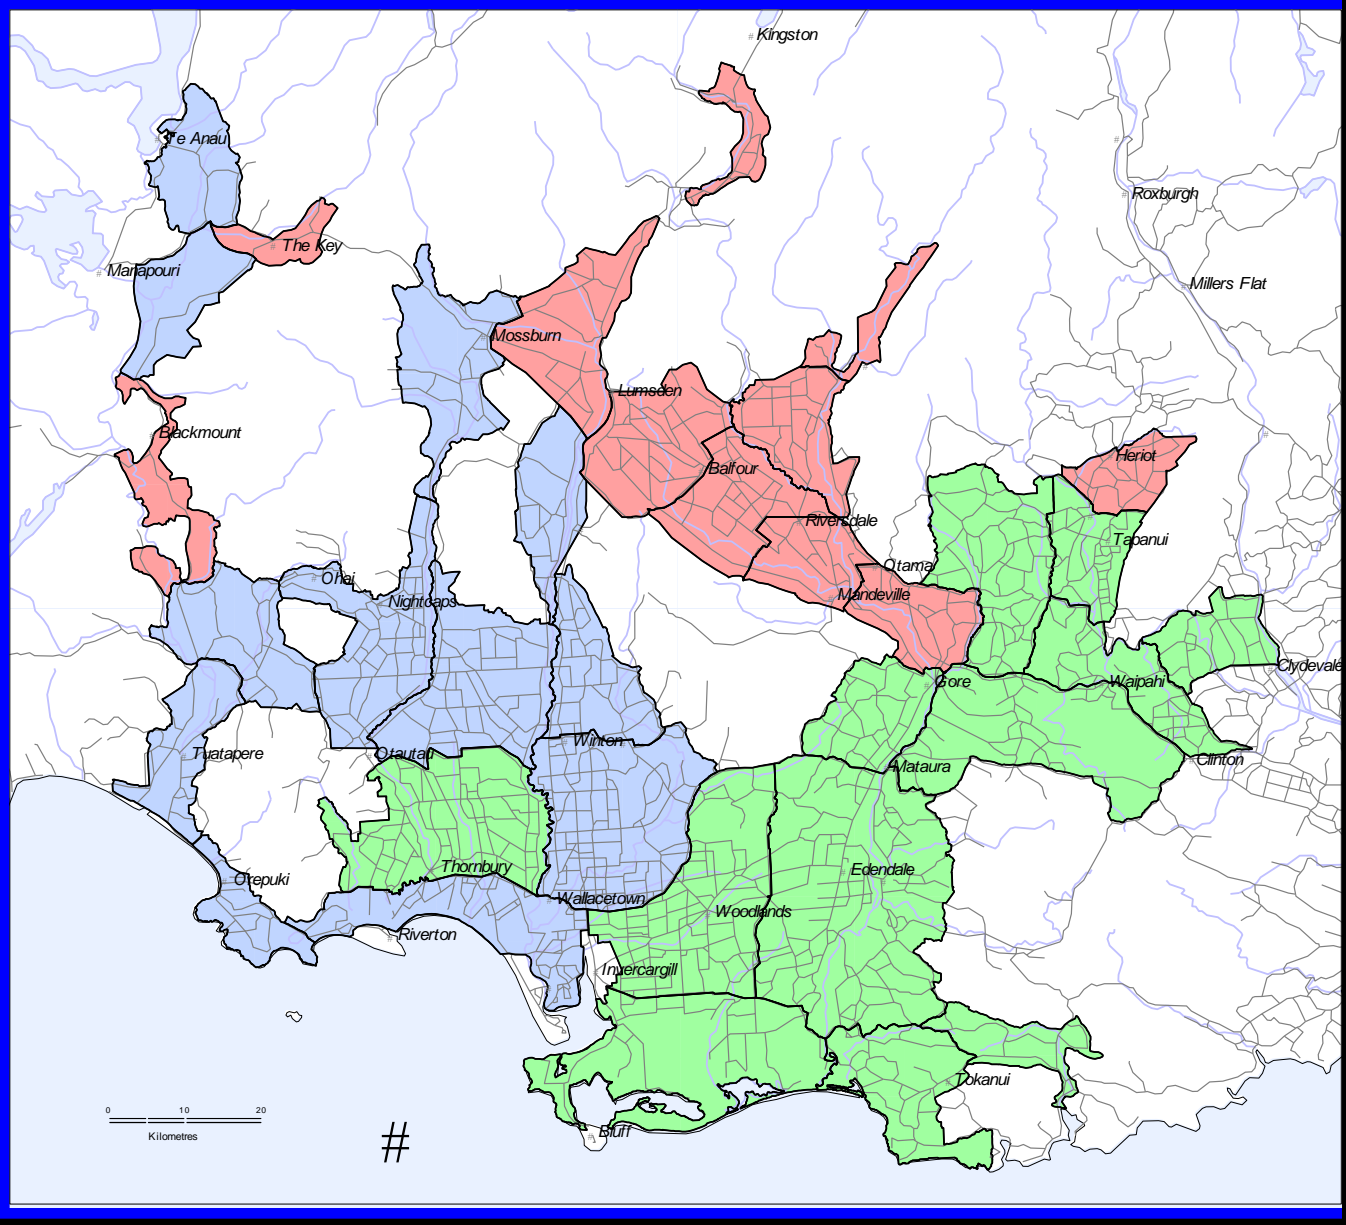 Kingston
Te Anau
Roxburgh
The Key
Manapouri
Millers Flat
Mossburn
Lumsden
Blackmount
Heriot
Balfour
Riversdale
Tapanui
Otama
Ohai
Mandeville
Nightcaps
Clydevale
Gore
Waipahi
Winton
Tuatapere
Otautau
Clinton
Mataura
Thornbury
Edendale
Orepuki
Wallacetown
Woodlands
Riverton
Invercargill
Tokanui
0 10 20
Kilometres
Bluff
#